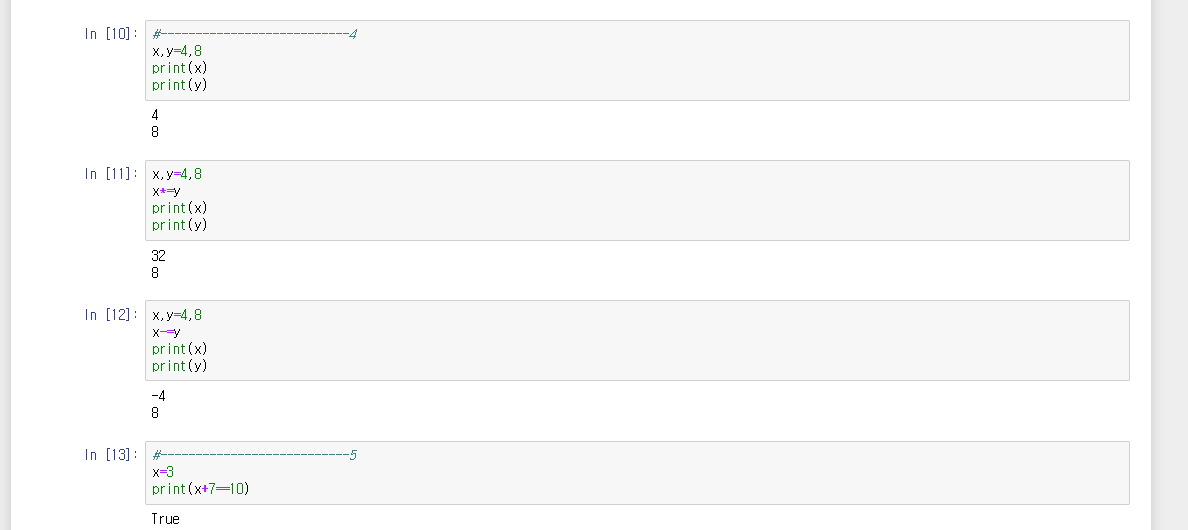 In [10]: #---------------------------4
x,y=4,8
print(x)
print(y)
4
8
In [11]: x,y=4,8
x*=y
print(x)
print(y)
32
8
In [12]: x,y=4,8
x-=y
print(x)
print(y)
-4
8
In [13]: #---------------------------5
x=3
print(x+7==10)
True